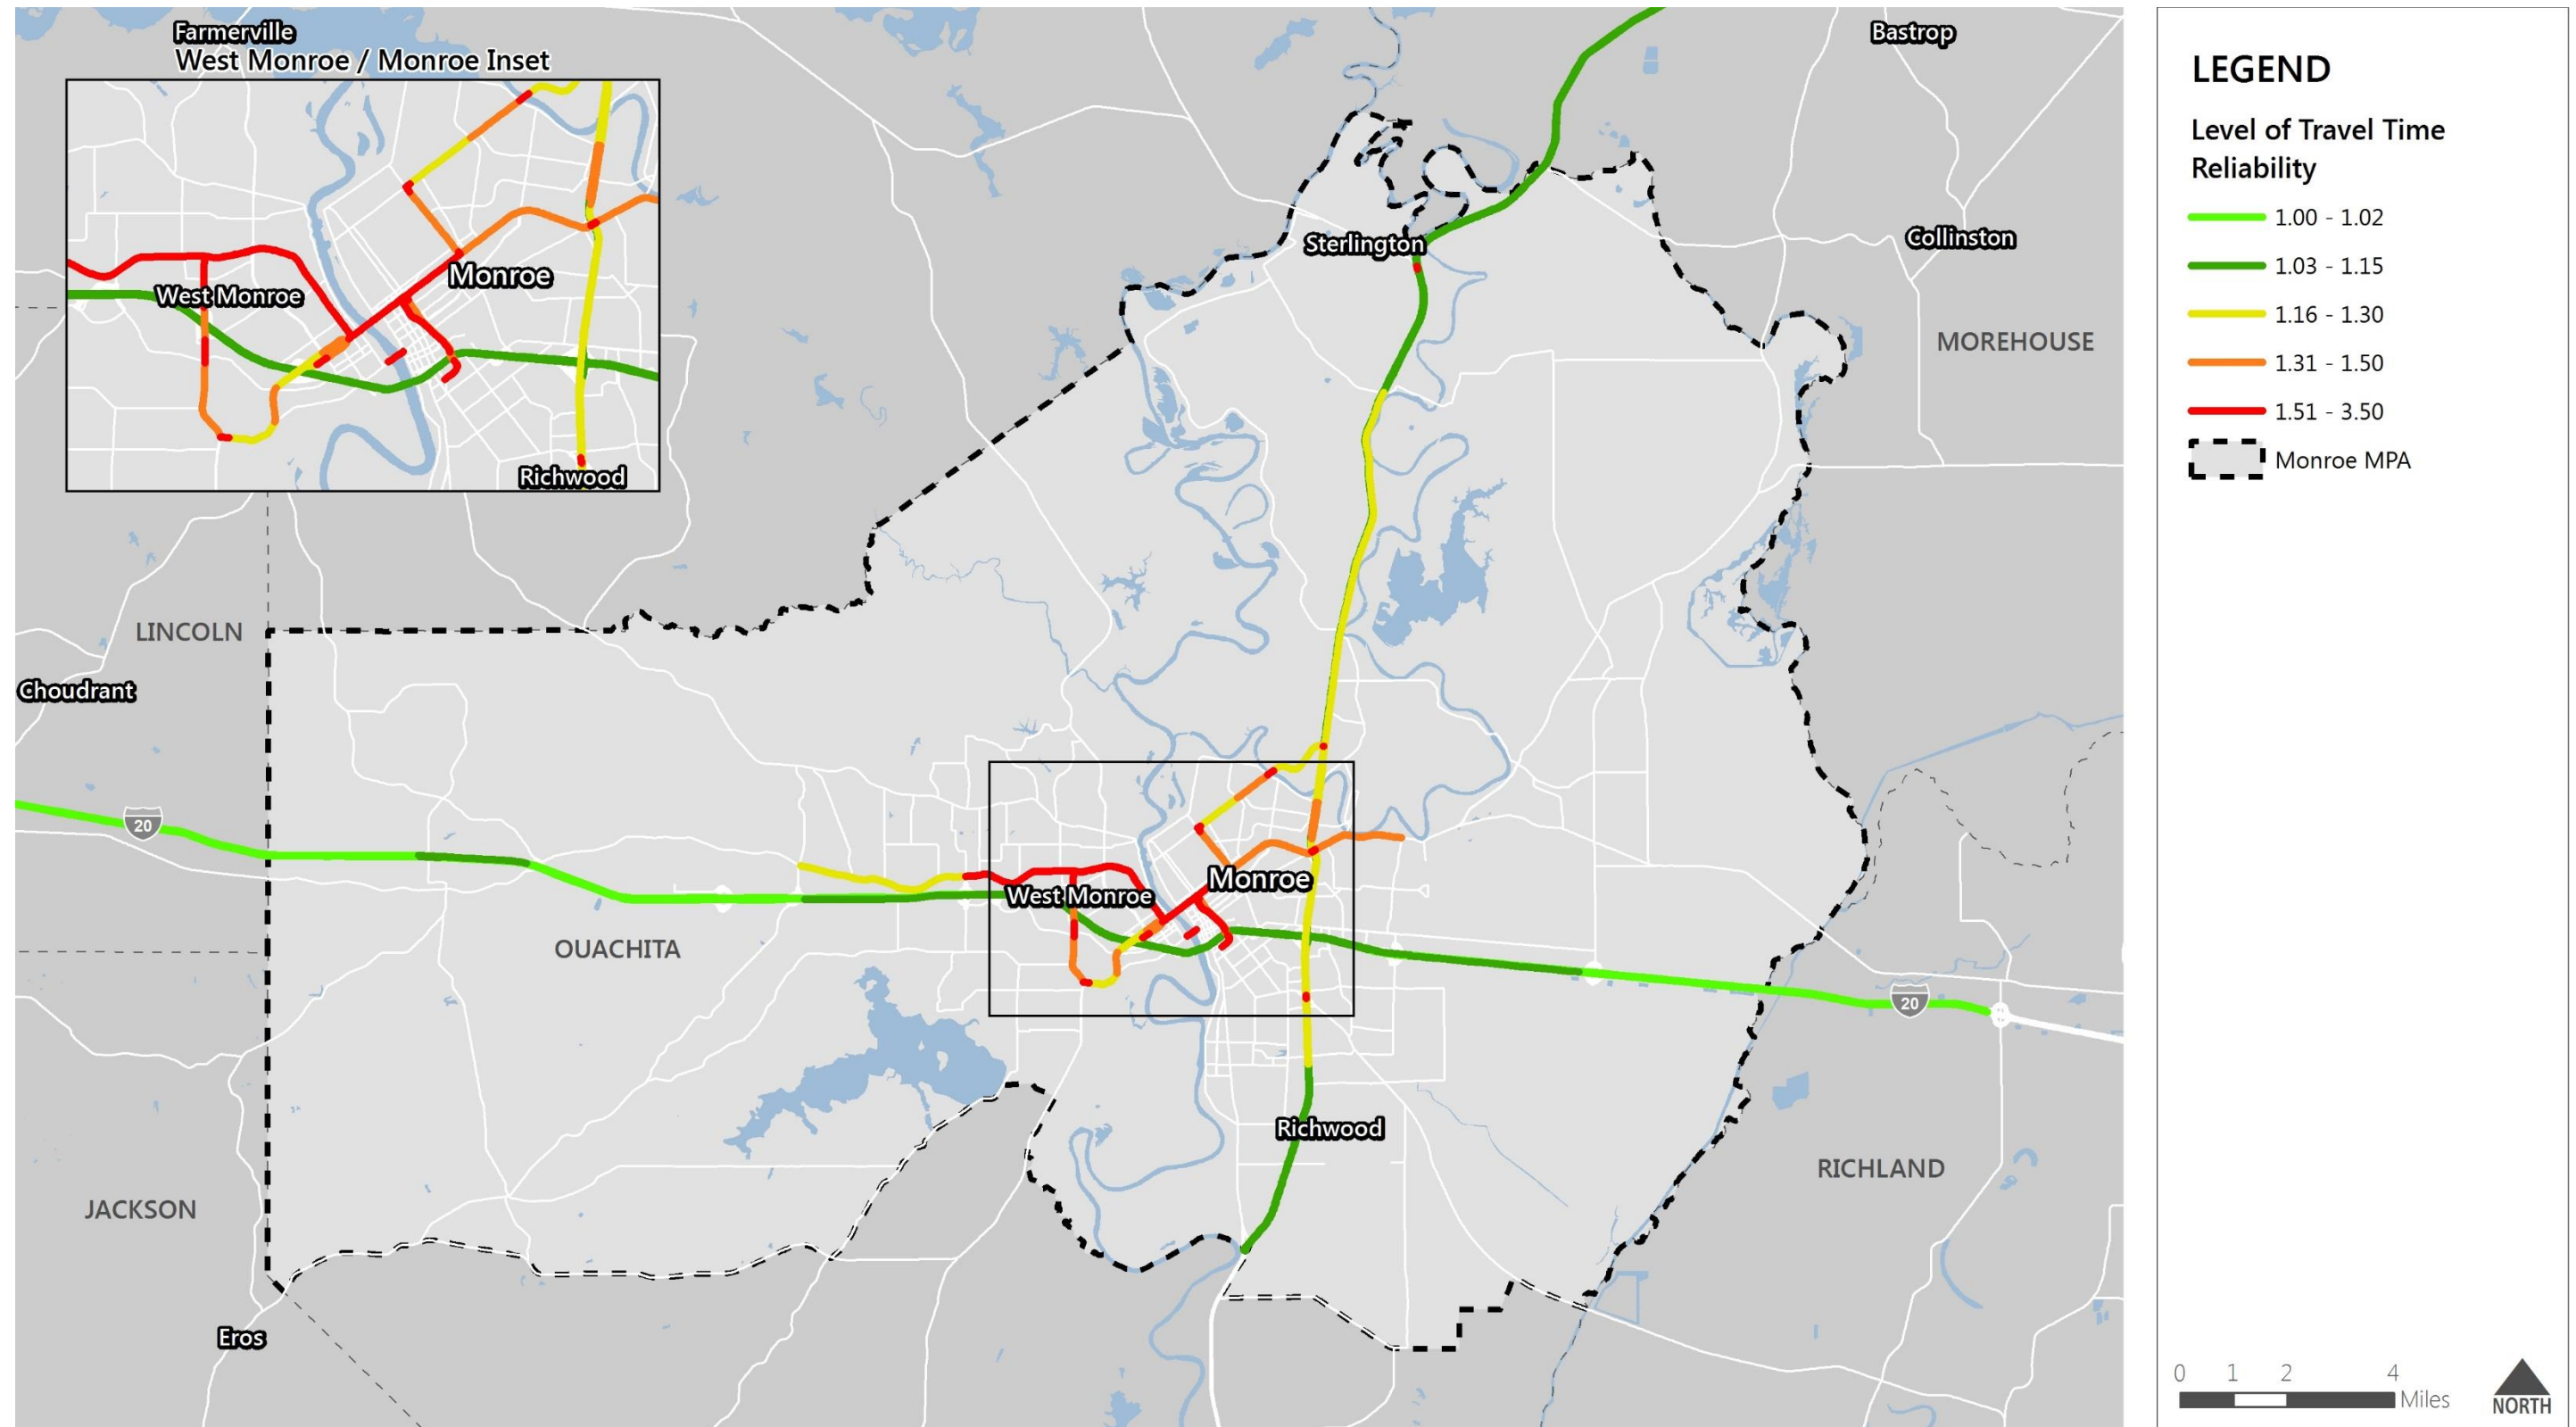 Farmerville
West Monroe / Monroe Inset
West Monroe
Monroe
Richwood
Bastrop
Sterlington
Collinston
MOREHOUSE
LINCOLN
Choudrant
20
Monroe
West Monroe
OUACHITA
20
Richwood
RICHLAND
JACKSON
Eros
LEGEND
Level of Travel Time
Reliability
1.00 - 1.02
1.03 - 1.15
1.16 - 1.30
1.31 - 1.50
1.51 - 3.50
Monroe MPA
0 1 2 4
Miles
NORTH